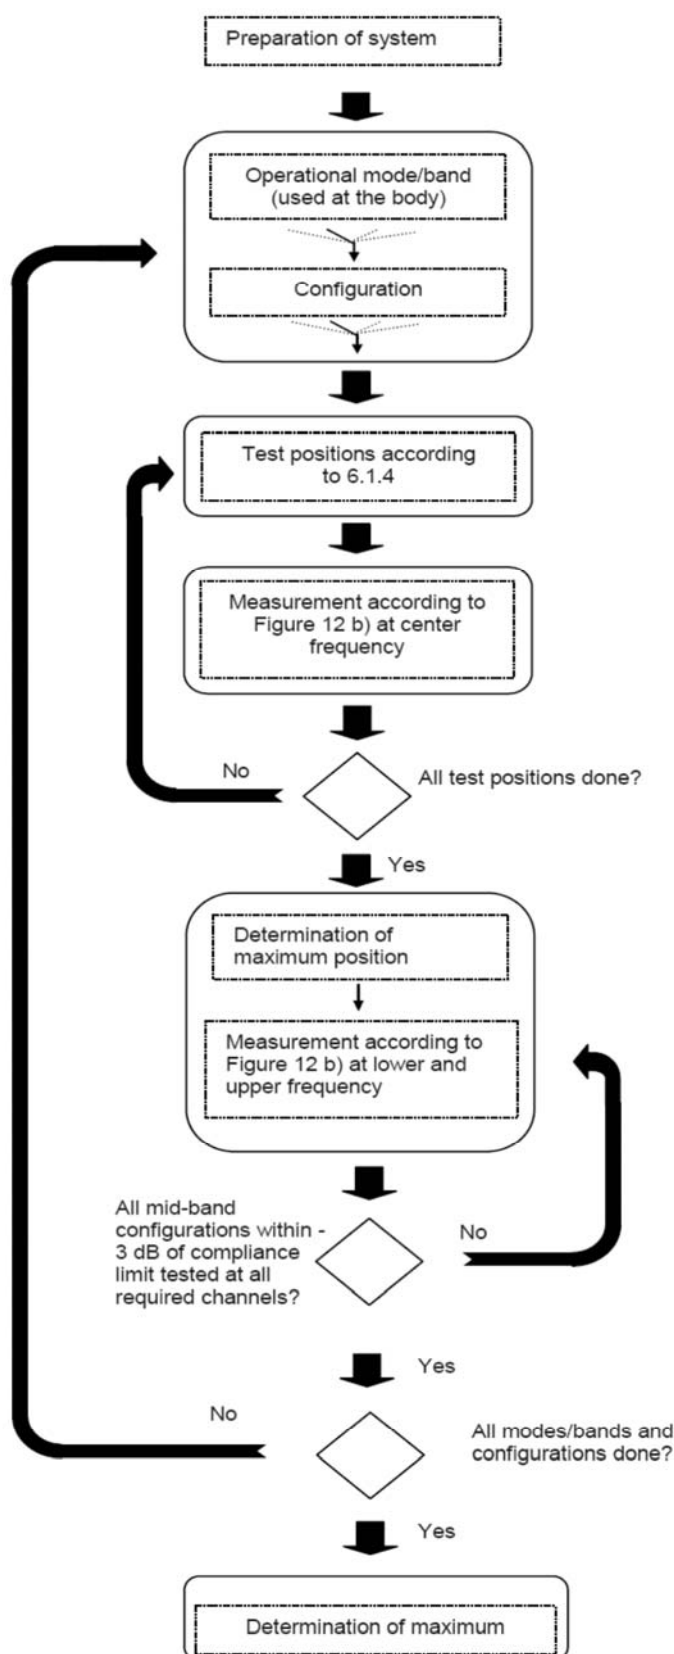 Preparation of system
Operational mode/band
(used at the body)
Configuration
Test positions according
to 6.1.4
Measurement according to
Figure 12 b) at center
frequency
No
All test positions done?
Yes
Determination of
maximum position
Measurement according to
Figure 12 b) at lower and
upper frequency
All mid-band
configurations within -
3 dB of compliance
limit tested at all
required channels?
No
Yes
No
All modes/bands and
configurations done?
Yes
Determination of maximum